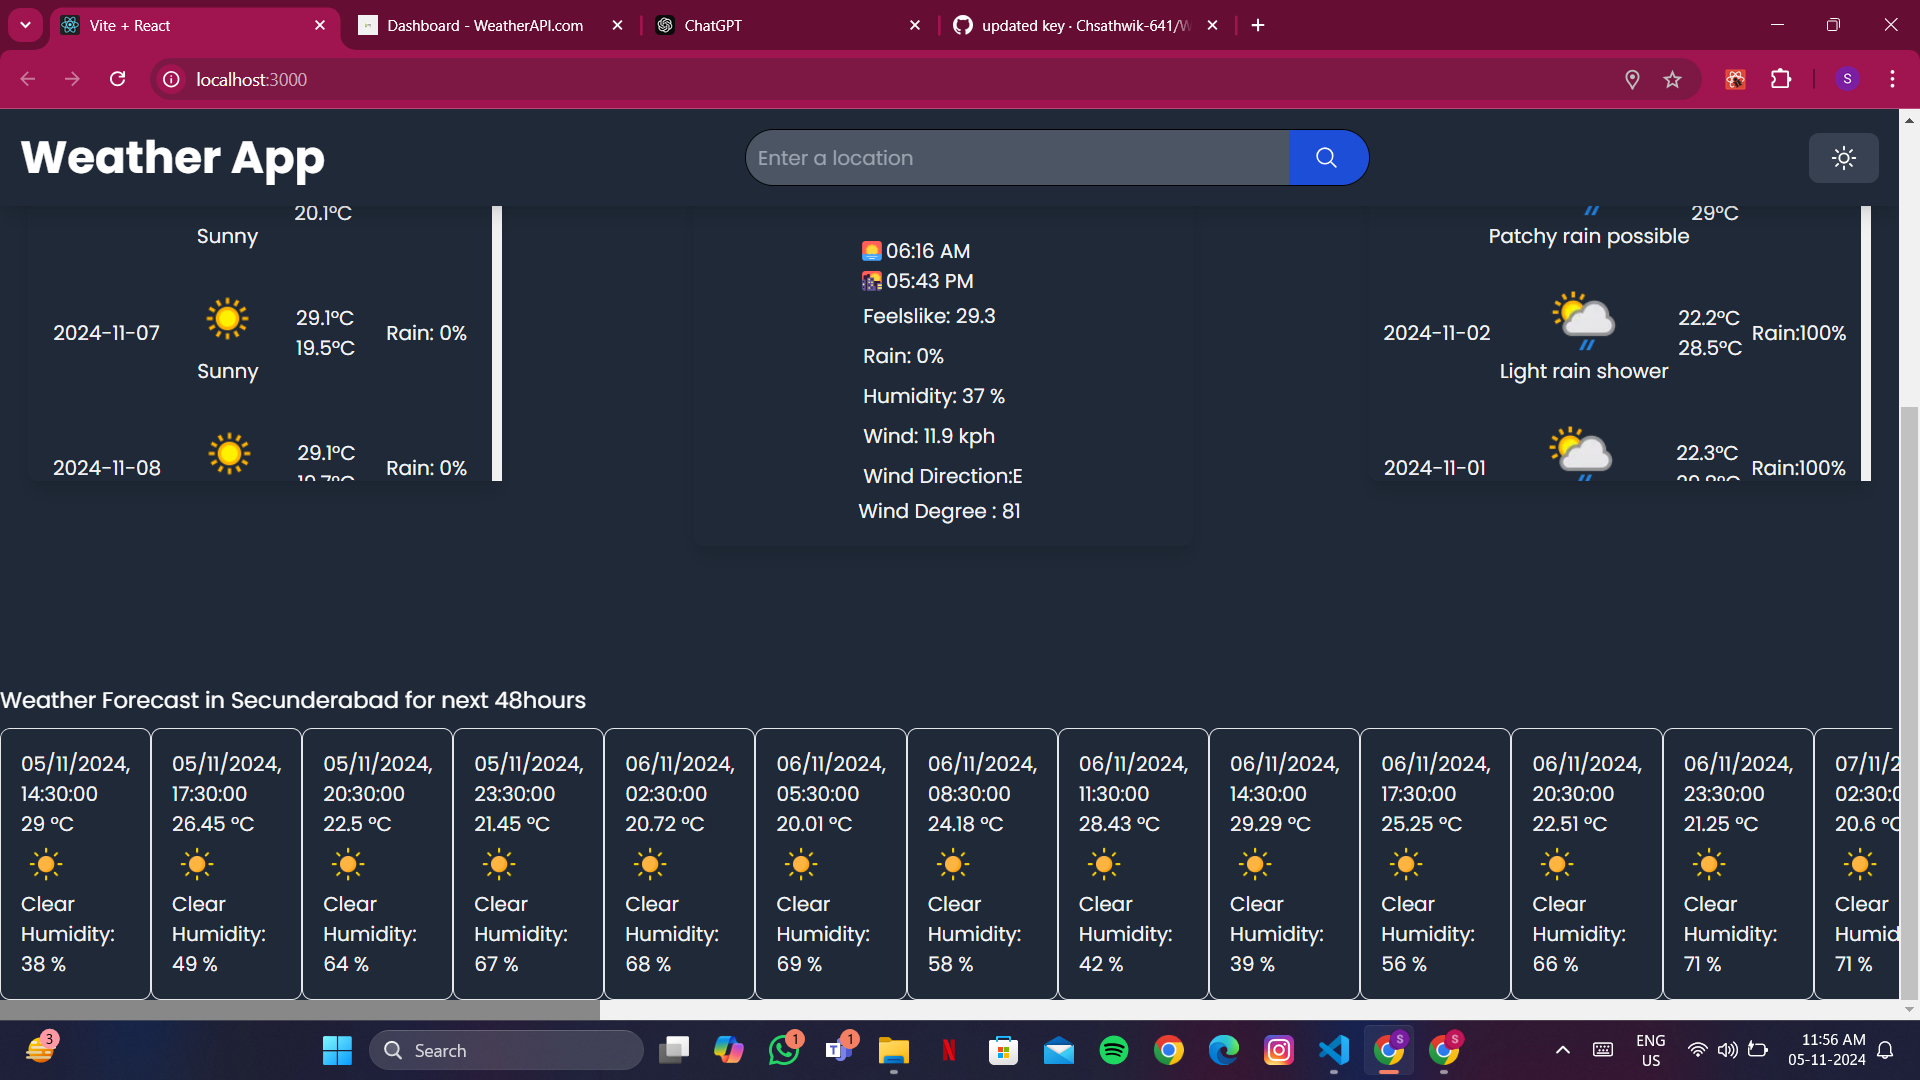 Vite + React
Dashboard - WeatherAPI.com
ChatGPT
updated key · Chsathwik-641/W
localhost:3000
S
Weather App
Enter a location
20.1°C
Sunny
2024-11-07
29.1°C
19.5°C
Rain: 0%
Sunny
2024-11-08
29.1°C
19.7°C
Rain: 0%
06:16 AM
05:43 PM
Feelslike: 29.3
Rain: 0%
Humidity: 37 %
Wind: 11.9 kph
Wind Direction:E
Wind Degree : 81
29°C
Patchy rain possible
2024-11-02
22.2°C
28.5°C
Rain:100%
Light rain shower
2024-11-01
22.3°C
Rain:100%
Weather Forecast in Secunderabad for next 48hours
05/11/2024,
14:30:00
29 °C
Clear
Humidity:
38 %
05/11/2024,
17:30:00
26.45 °C
Clear
Humidity:
49 %
05/11/2024,
20:30:00
22.5 °C
Clear
Humidity:
64 %
05/11/2024,
23:30:00
21.45 °C
Clear
Humidity:
67 %
06/11/2024,
02:30:00
20.72 °C
Clear
Humidity:
68 %
06/11/2024,
05:30:00
20.01 °C
Clear
Humidity:
69 %
06/11/2024,
08:30:00
24.18 °C
Clear
Humidity:
58 %
06/11/2024,
11:30:00
28.43 °C
Clear
Humidity:
42 %
06/11/2024,
14:30:00
29.29 °C
Clear
Humidity:
39 %
06/11/2024,
17:30:00
25.25 °C
Clear
Humidity:
56 %
06/11/2024,
20:30:00
22.51 °C
Clear
Humidity:
66 %
06/11/2024,
23:30:00
21.25 °C
Clear
Humidity:
71 %
07/11/2
02:30:0
20.6 °C
Clear
Humid
71 %
3
Search
1
1
S
S
ENG
US
11:56 AM
05-11-2024